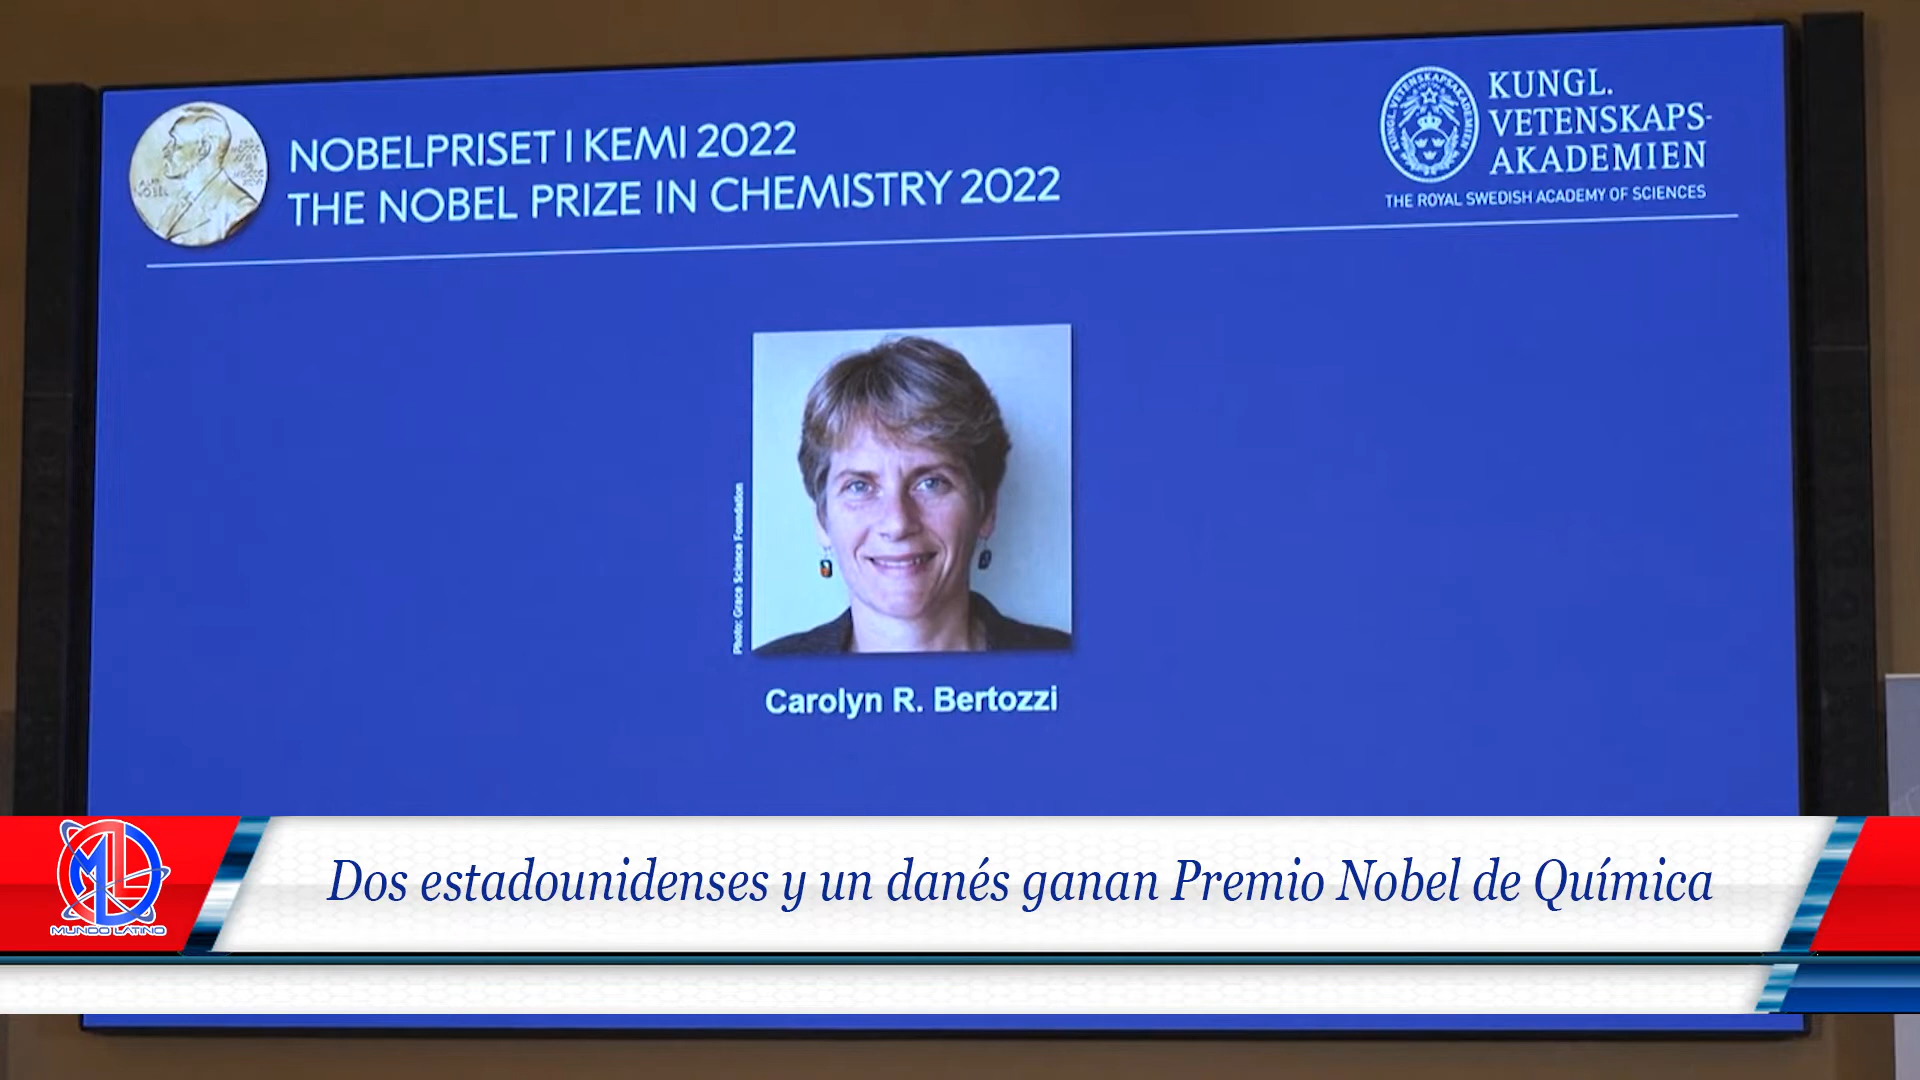 NOBELPRISET I KEMI 2022
THE NOBEL PRIZE IN CHEMISTRY 2022
KUNGL.
VETENSKAPS-
AKADEMIEN
THE ROYAL SWEDISH ACADEMY OF SCIENCES
Photo: Grace Science Foundation
Carolyn R. Bertozzi
Dos estadounidenses y un danés ganan Premio Nobel de Química
ML
MUNDO LATINO